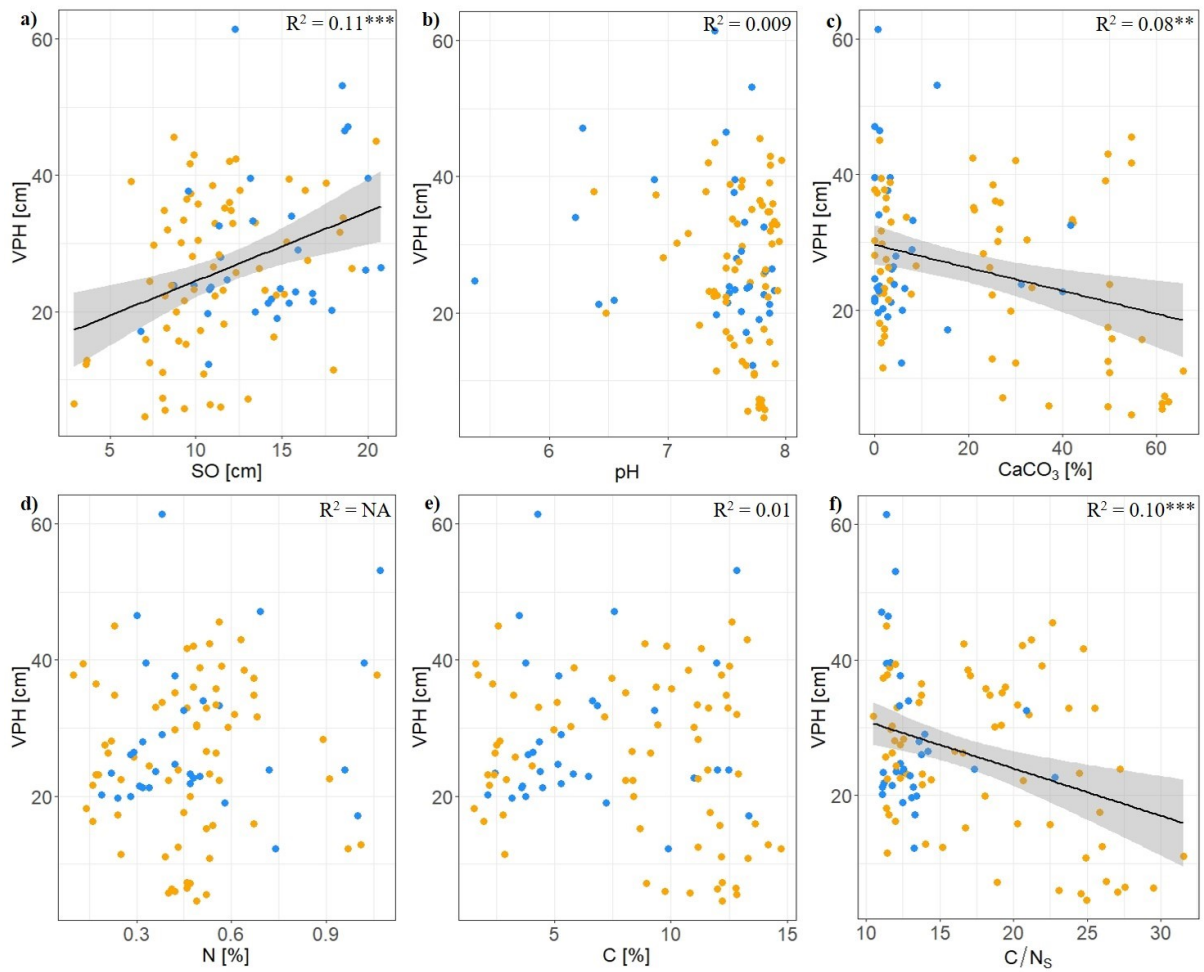 a) R² = 0.11***
60
40
20
VPH [cm]
5 10 15 20
SO [cm]
b) R² = 0.009
60
40
20
VPH [cm]
6 7 8
pH
c) R² = 0.08**
60
40
20
VPH [cm]
0 20 40 60
CaCO₃ [%]
d) R² = NA
60
40
20
VPH [cm]
0.3 0.6 0.9
N [%]
e) R² = 0.01
60
40
20
VPH [cm]
5 10 15
C [%]
f) R² = 0.10***
60
40
20
VPH [cm]
10 15 20 25 30
C/Nₛ